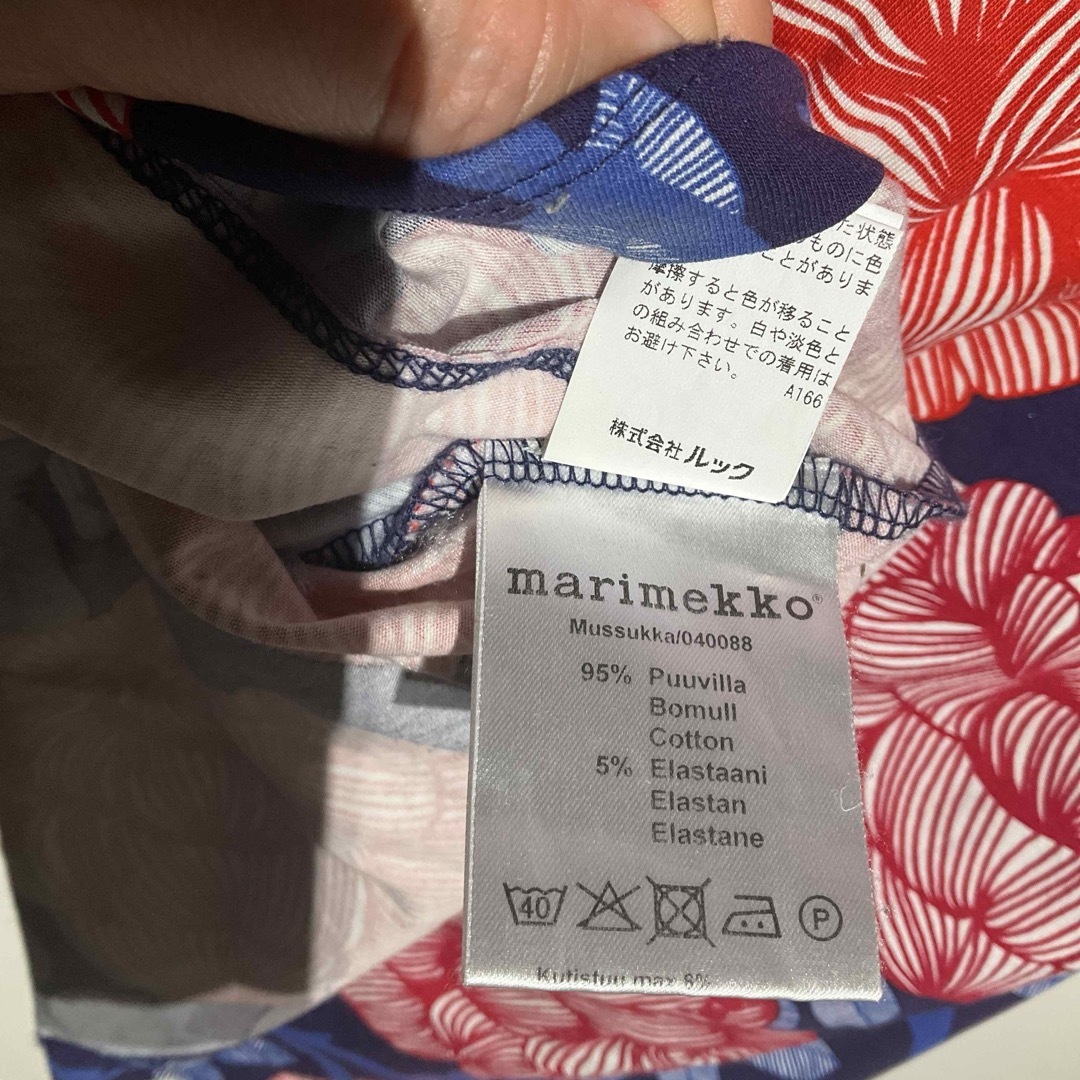 た状態
ものに色
ことがありま
摩擦すると色が移ること
があります。白や淡色と
の組み合わせでの着用は
お避け下さい。
A166
株式会社ルック
marimekko®
Mussukka/040088
95% Puuvilla
Bomull
Cotton
5% Elastaani
Elastan
Elastane
40
P
Kutistuu max 6%